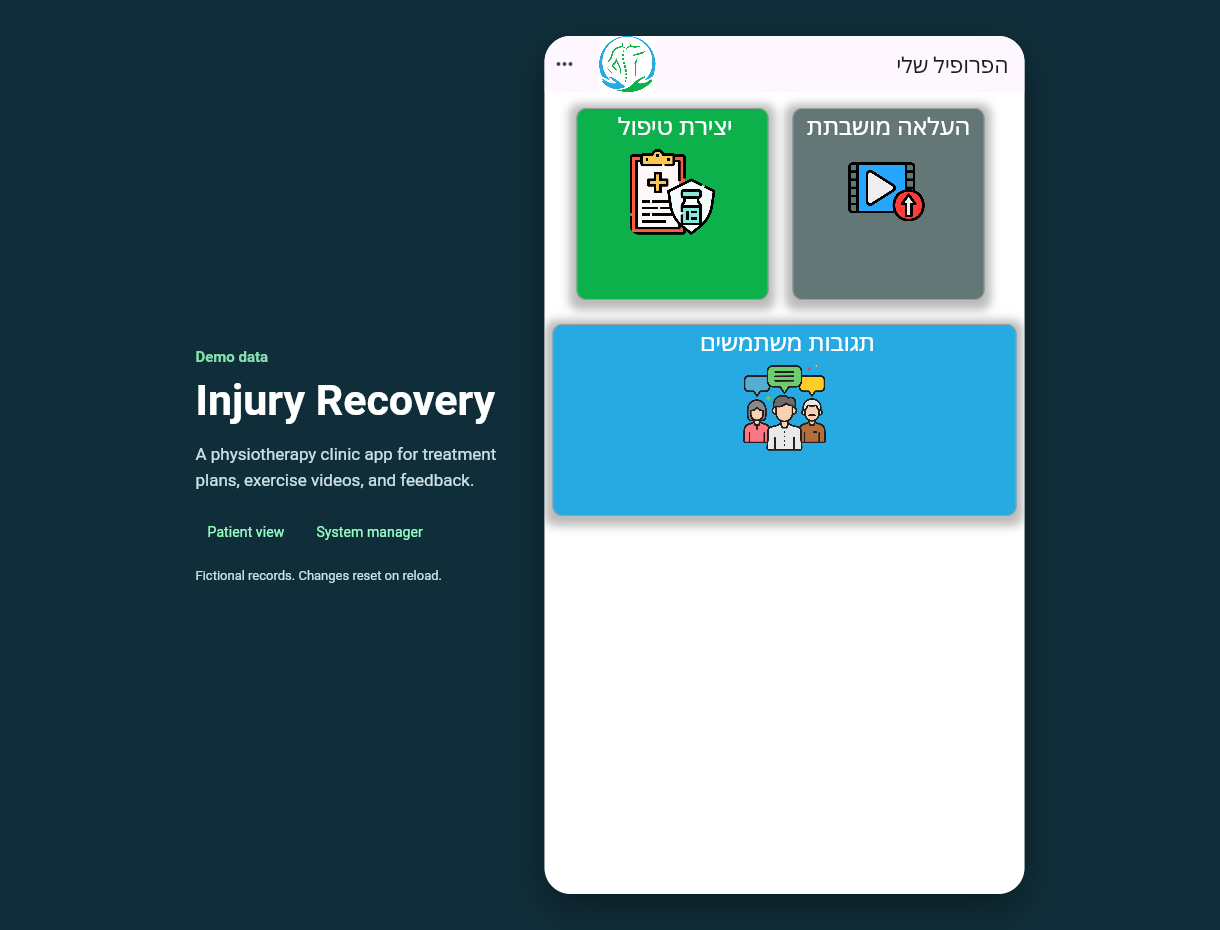 Demo data
Injury Recovery
A physiotherapy clinic app for treatment
plans, exercise videos, and feedback.
Patient view
System manager
Fictional records. Changes reset on reload.
הפרופיל שלי
העלאה מושבתת
יצירת טיפול
תגובות משתמשים